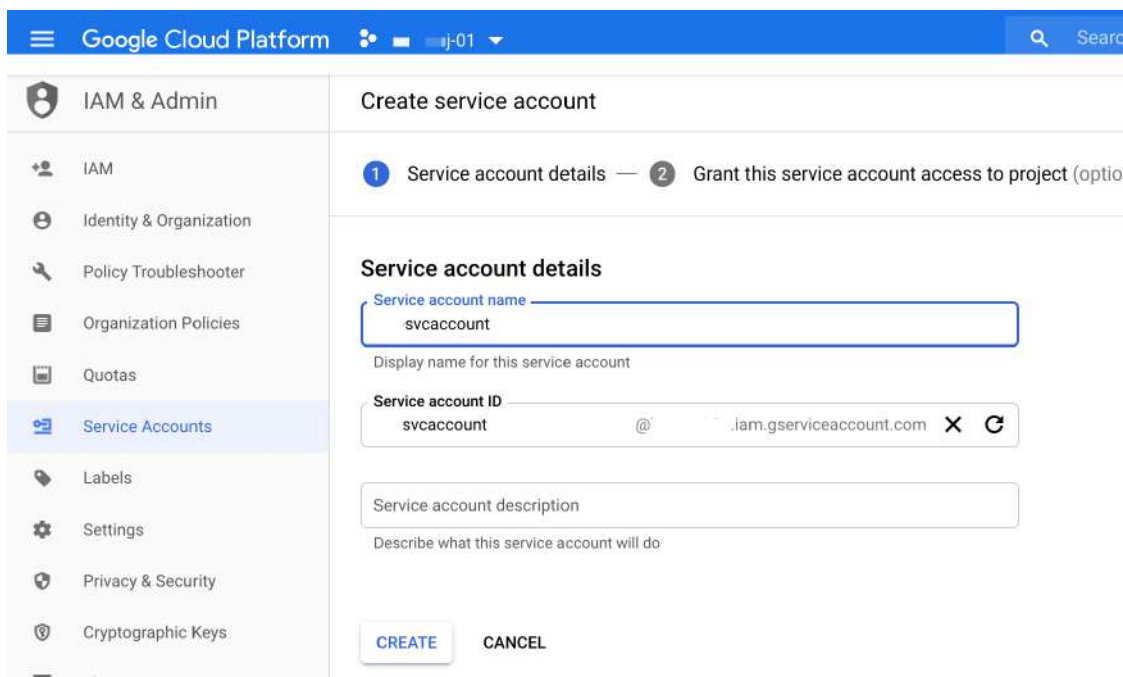 Google Cloud Platform j-01 Searc
IAM & Admin
Create service account
IAM
1 Service account details — 2 Grant this service account access to project (optio
Identity & Organization
Policy Troubleshooter
Organization Policies
Quotas
Service Accounts
Labels
Settings
Privacy & Security
Cryptographic Keys
Service account details
Service account name
svcaccount
Display name for this service account
Service account ID
svcaccount @ .iam.gserviceaccount.com
Service account description
Describe what this service account will do
CREATE CANCEL